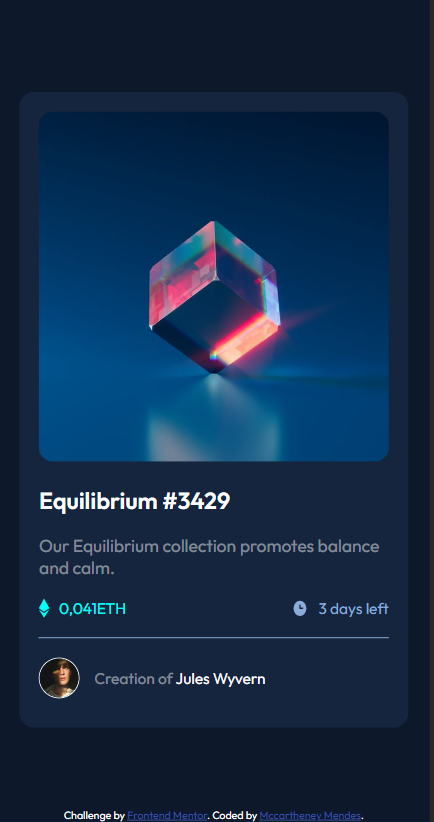 Equilibrium #3429
Our Equilibrium collection promotes balance
and calm.
0,041ETH
3 days left
Creation of Jules Wyvern
Challenge by Frontend Mentor. Coded by Mccartheney Mendes.